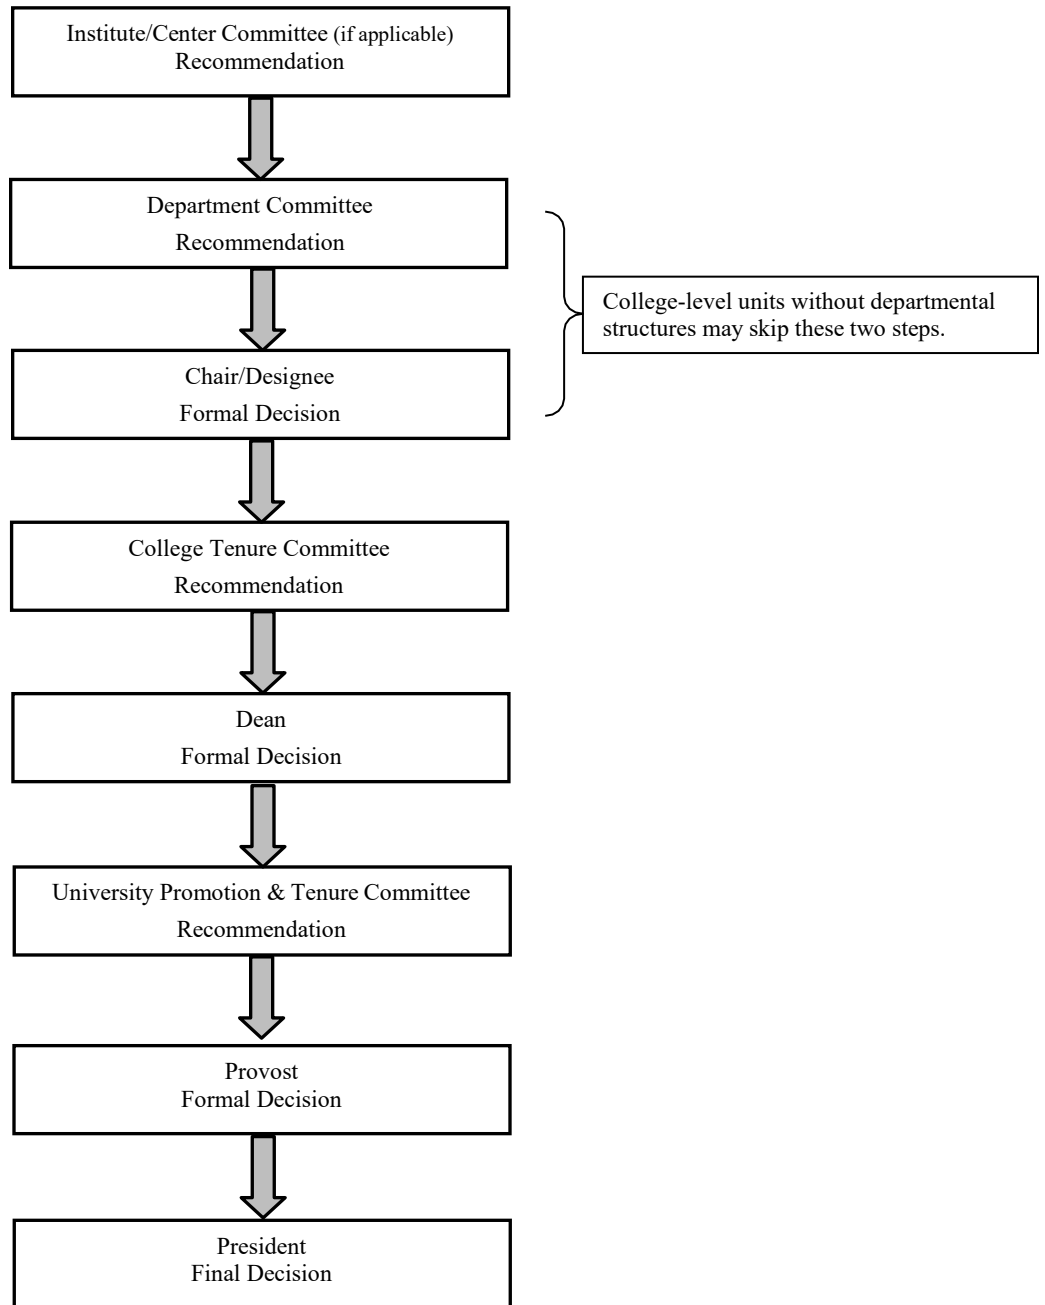 Institute/Center Committee (if applicable)
Recommendation
Department Committee
Recommendation
College-level units without departmental
structures may skip these two steps.
Chair/Designee
Formal Decision
College Tenure Committee
Recommendation
Dean
Formal Decision
University Promotion & Tenure Committee
Recommendation
Provost
Formal Decision
President
Final Decision